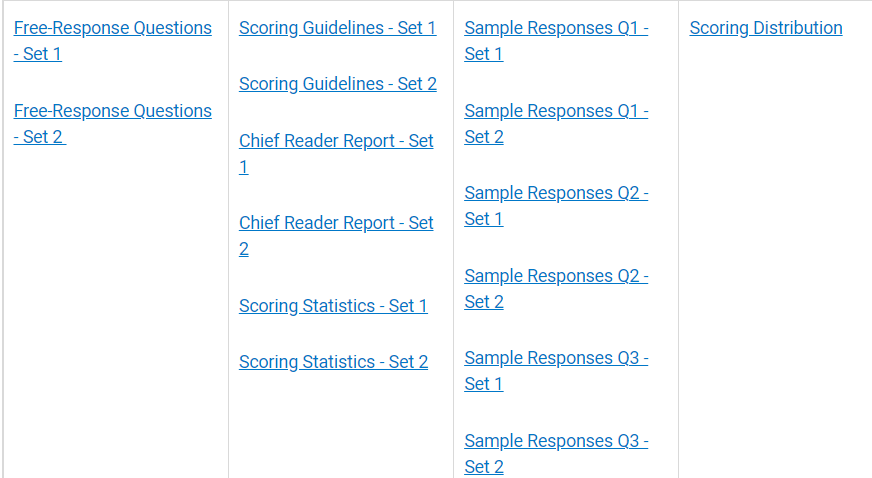 Free-Response Questions
- Set 1
Free-Response Questions
- Set 2
Scoring Guidelines - Set 1
Scoring Guidelines - Set 2
Chief Reader Report - Set
1
Chief Reader Report - Set
2
Scoring Statistics - Set 1
Scoring Statistics - Set 2
Sample Responses Q1 -
Set 1
Sample Responses Q1 -
Set 2
Sample Responses Q2 -
Set 1
Sample Responses Q2 -
Set 2
Sample Responses Q3 -
Set 1
Sample Responses Q3 -
Set 2
Scoring Distribution